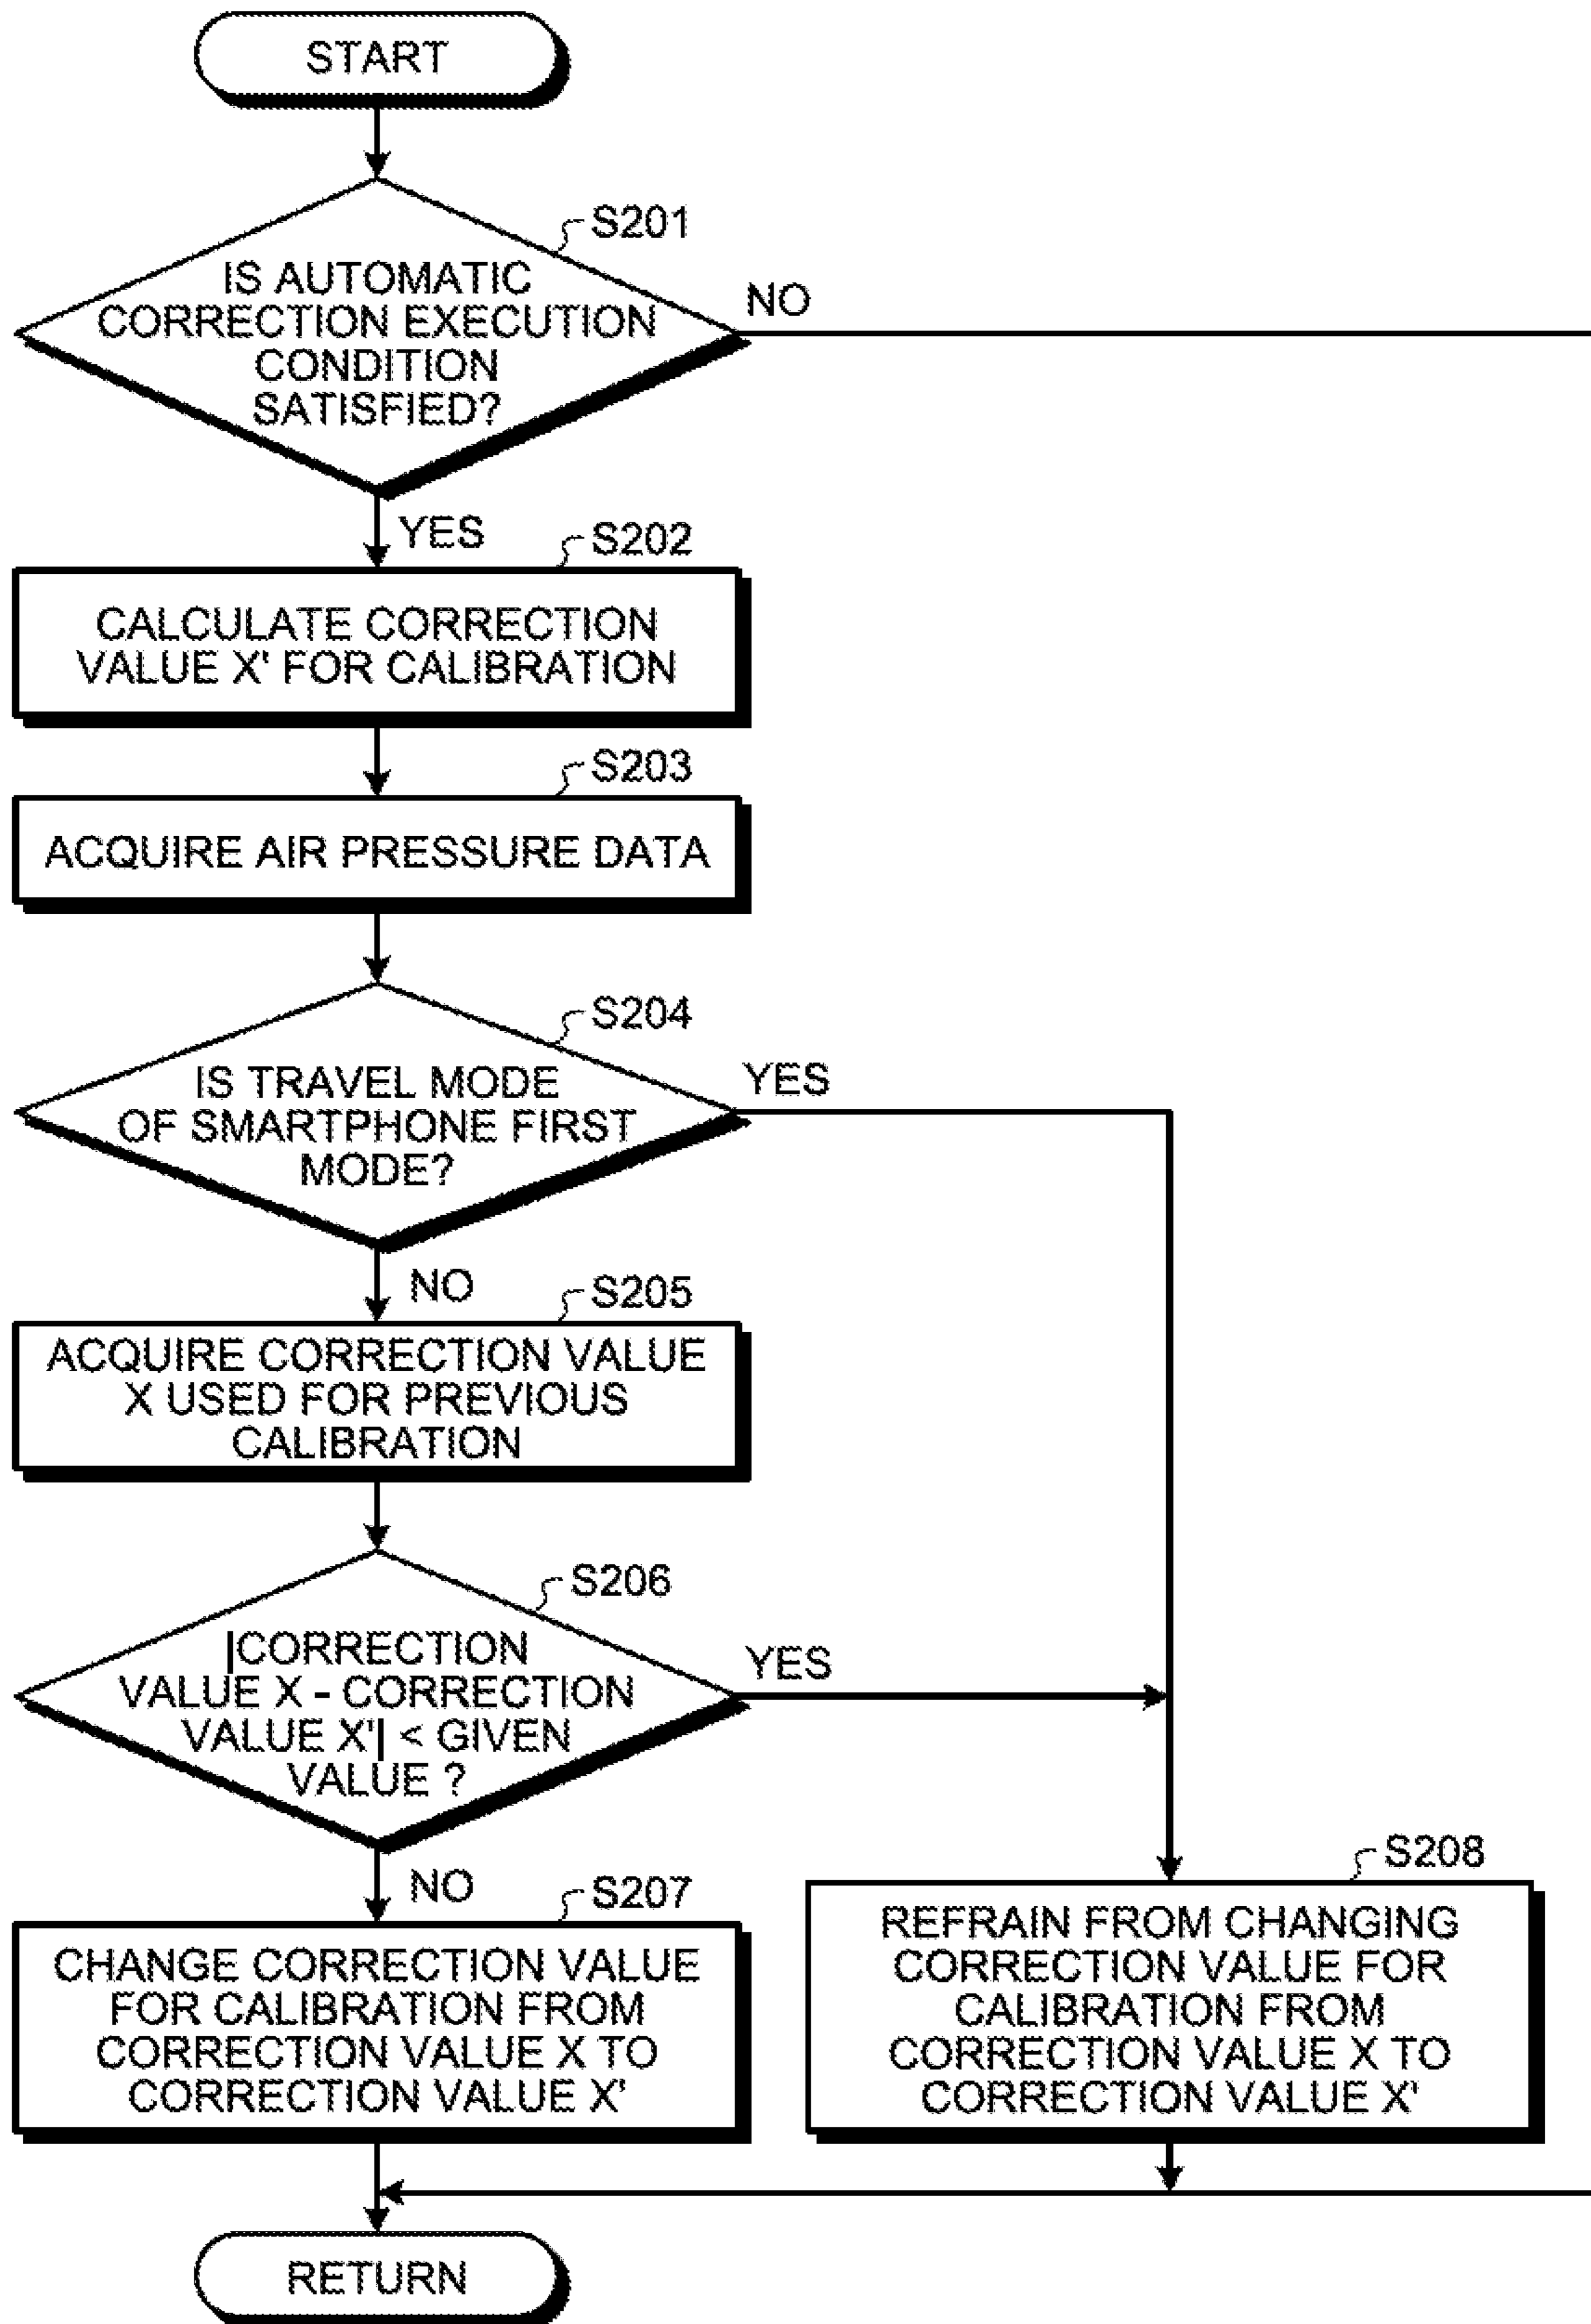 START
S201
IS AUTOMATIC
CORRECTION EXECUTION
CONDITION
SATISFIED?
NO
YES
S202
CALCULATE CORRECTION
VALUE X' FOR CALIBRATION
S203
ACQUIRE AIR PRESSURE DATA
S204
IS TRAVEL MODE
OF SMARTPHONE FIRST
MODE?
YES
NO
S205
ACQUIRE CORRECTION VALUE
X USED FOR PREVIOUS
CALIBRATION
S206
|CORRECTION
VALUE X - CORRECTION
VALUE X'| < GIVEN
VALUE ?
YES
NO
S207
CHANGE CORRECTION VALUE
FOR CALIBRATION FROM
CORRECTION VALUE X TO
CORRECTION VALUE X'
S208
REFRAIN FROM CHANGING
CORRECTION VALUE FOR
CALIBRATION FROM
CORRECTION VALUE X TO
CORRECTION VALUE X'
RETURN